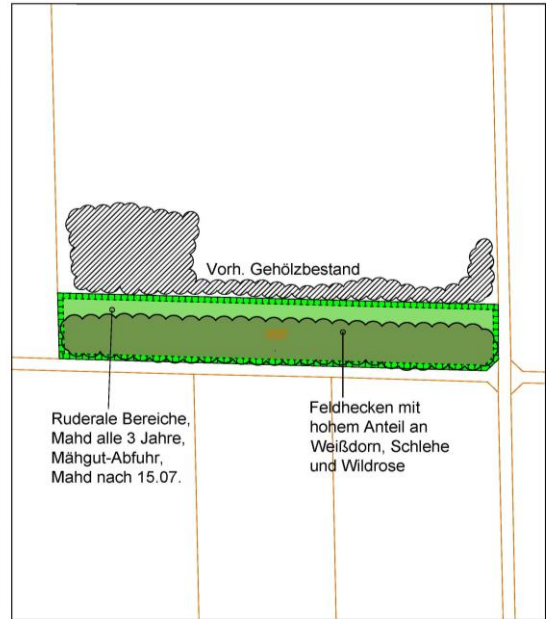 Vorh. Gehölzbestand
Ruderale Bereiche,
Mahd alle 3 Jahre,
Mähgut-Abfuhr,
Mahd nach 15.07.
Feldhecken mit
hohem Anteil an
Weißdorn, Schlehe
und Wildrose